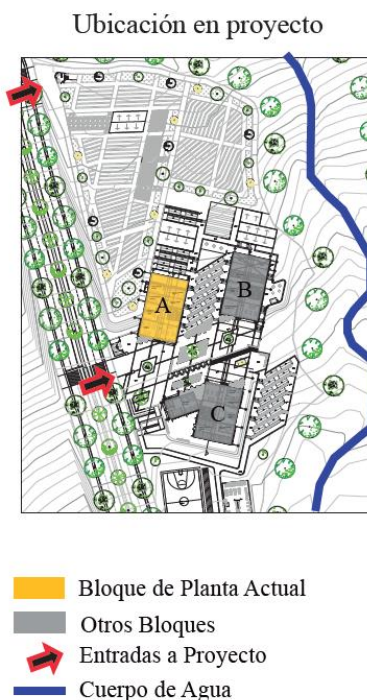 Ubicación en proyecto
A
B
C
Bloque de Planta Actual
Otros Bloques
Entradas a Proyecto
Cuerpo de Agua